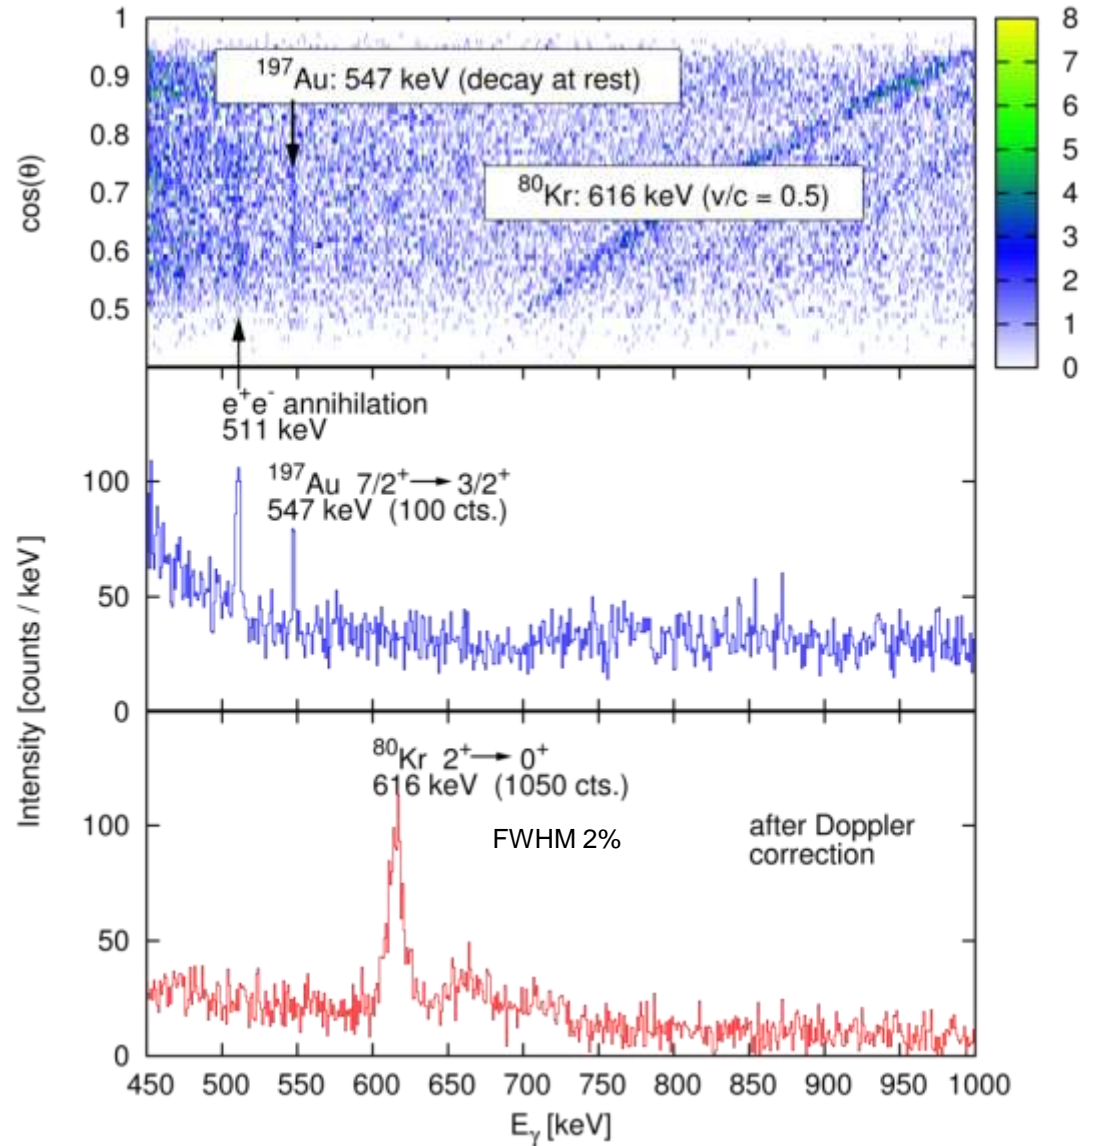 1
0.9
0.8
0.7
0.6
0.5
cos(θ)
¹⁹⁷Au: 547 keV (decay at rest)
⁸⁰Kr: 616 keV (v/c = 0.5)
8
7
6
5
4
3
2
1
0
e⁺e⁻ annihilation
511 keV
¹⁹⁷Au 7/2⁺→ 3/2⁺
547 keV (100 cts.)
100
50
0
Intensity [counts / keV]
⁸⁰Kr 2⁺→ 0⁺
616 keV (1050 cts.)
FWHM 2%
after Doppler
correction
100
50
0
450 500 550 600 650 700 750 800 850 900 950 1000
Eγ [keV]